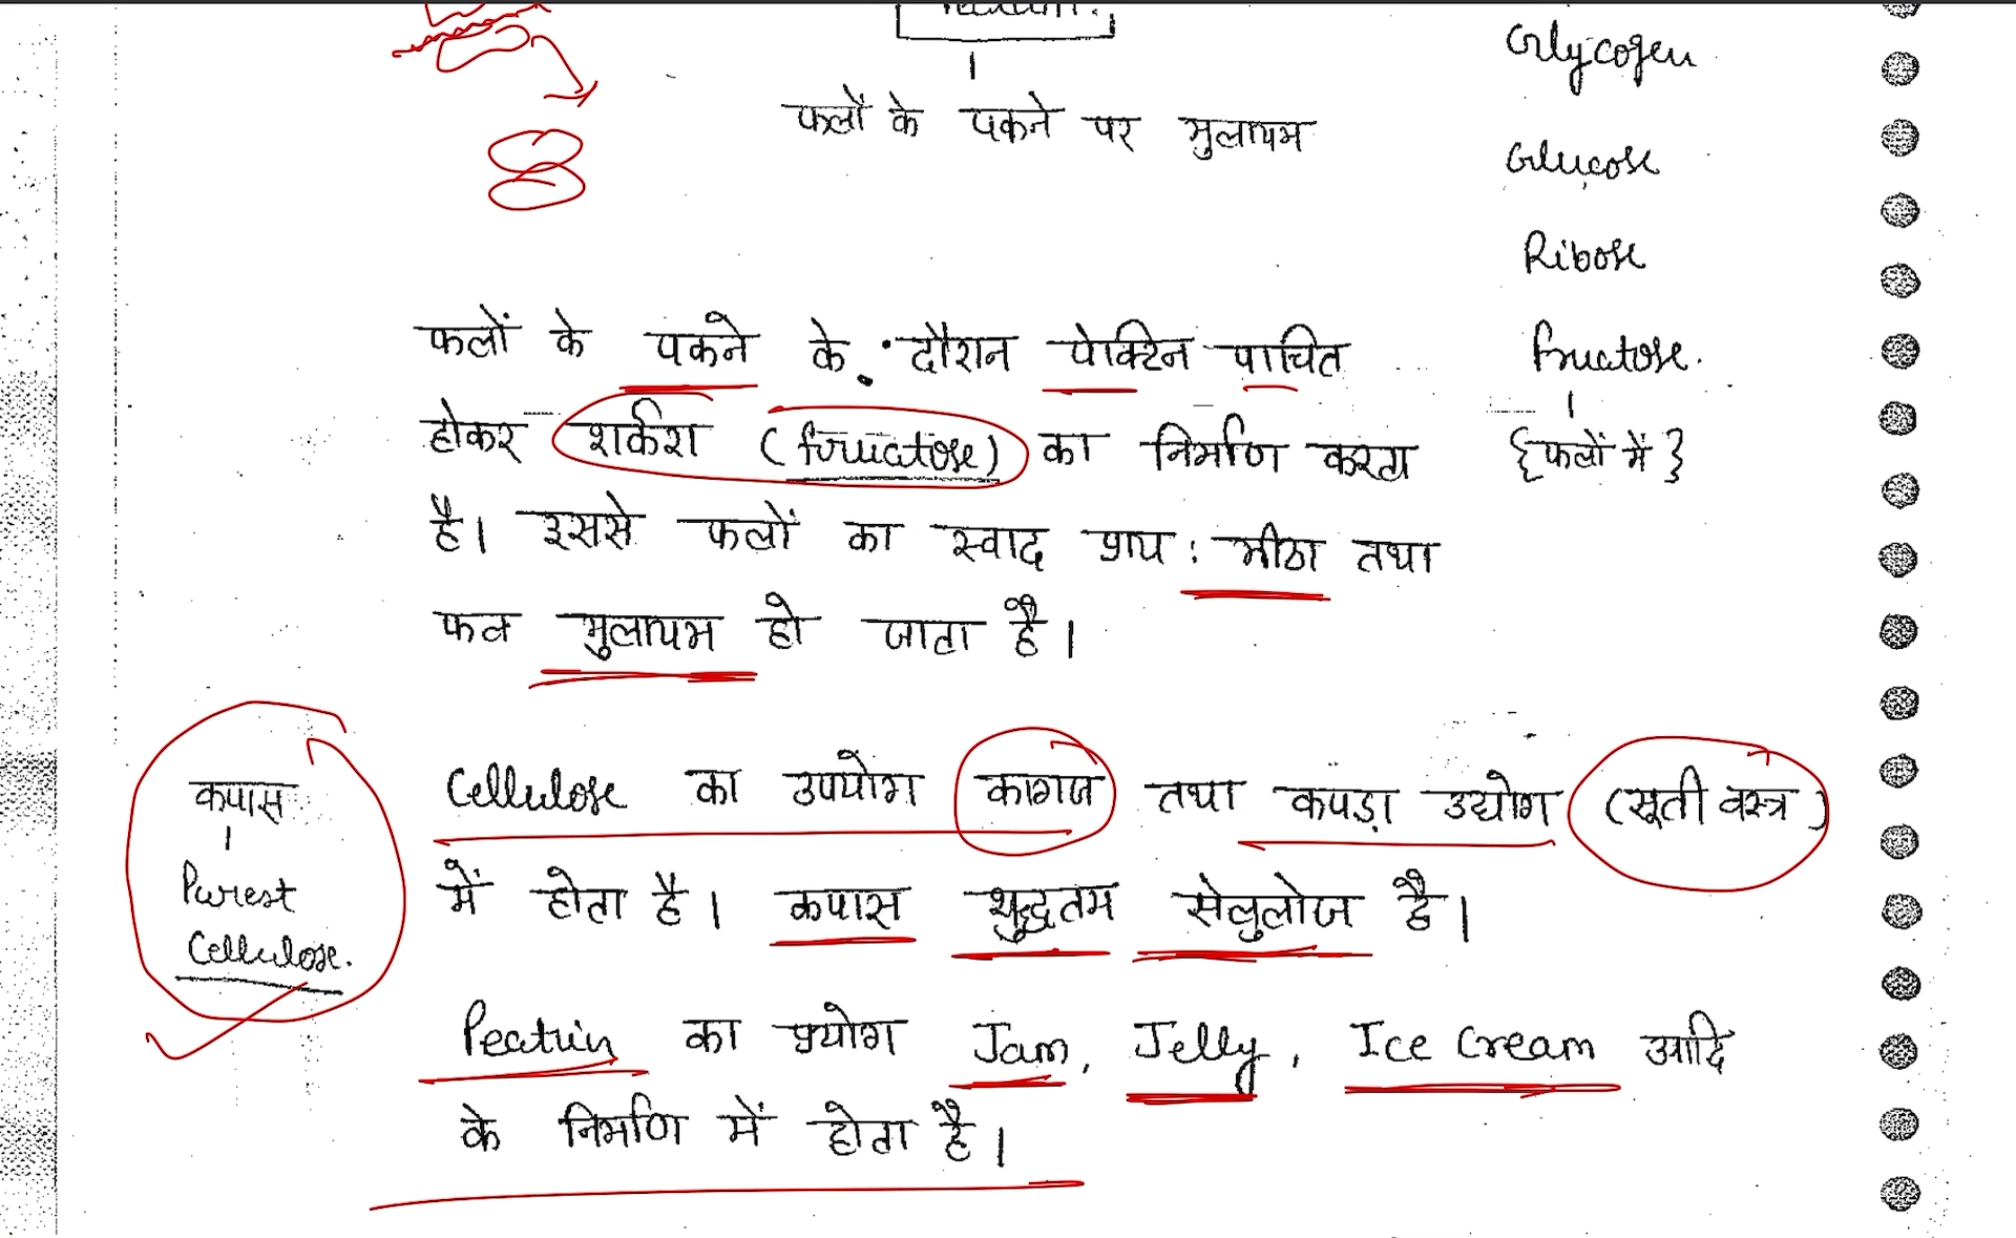 फलों के पकने पर मुलायम
Glycogen
Glucose
Ribose
fructose.
{फलों में}
फलों के पकने के दौरान पेक्टिन पाचित
होकर शर्करा (fructose) का निर्माण करता
है। इससे फलों का स्वाद प्राय: मीठा तथा
फल मुलायम हो जाता है।
कपास
Purest
Cellulose.
Cellulose का उपयोग कागज तथा कपड़ा उद्योग (सूती वस्त्र)
में होता है। कपास शुद्धतम सेलुलोज है।
Pectin का प्रयोग Jam, Jelly, Ice Cream आदि
के निर्माण में होता है।